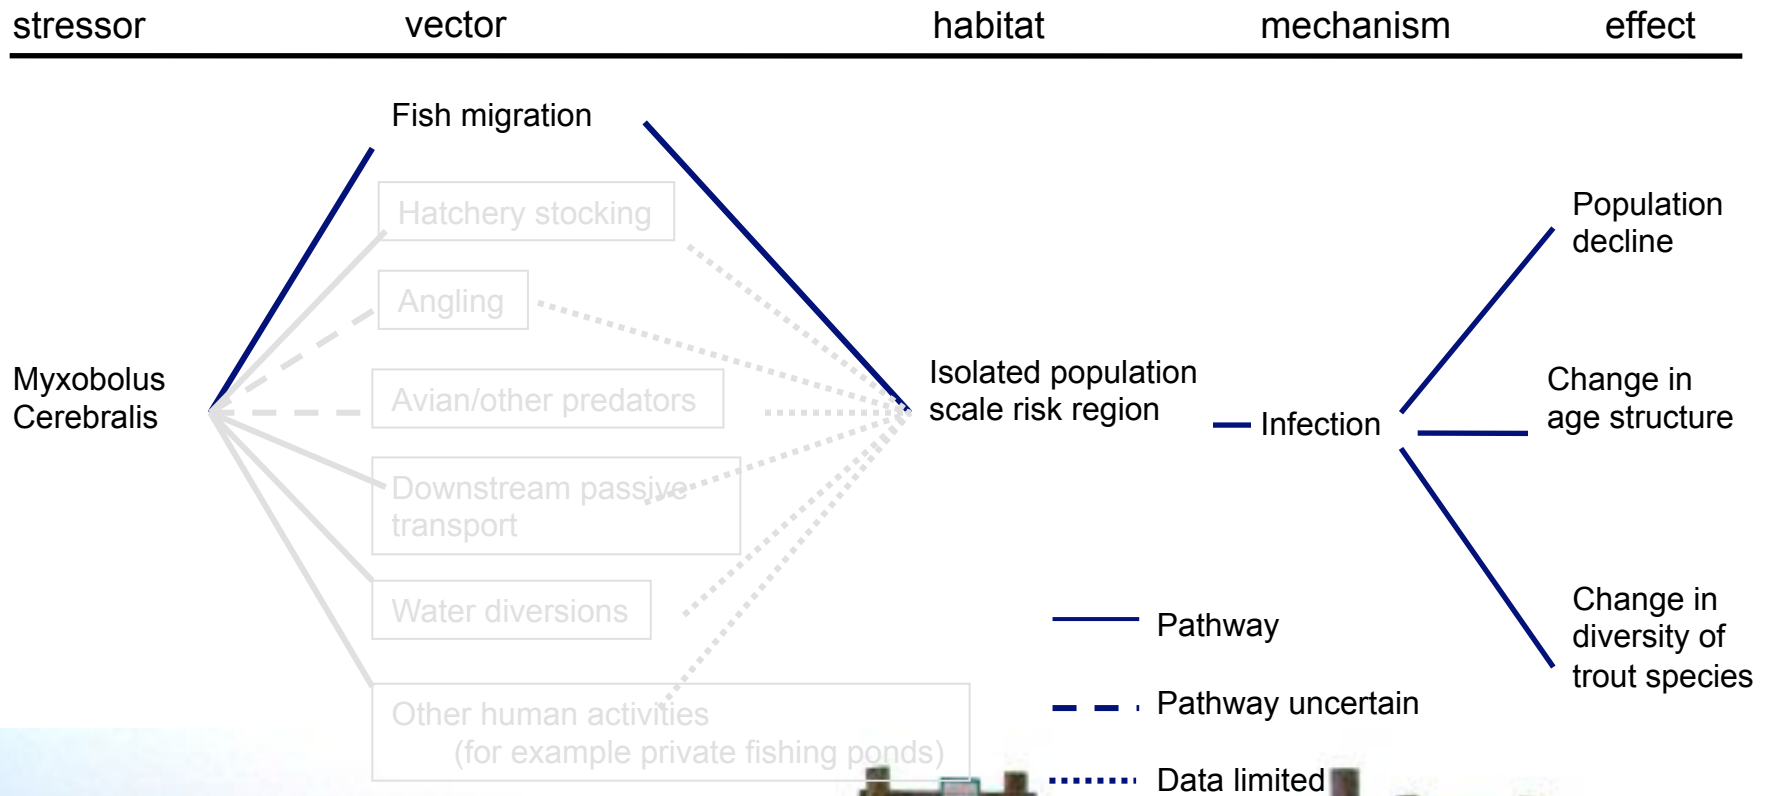 stressor vector habitat mechanism effect
Fish migration
Hatchery stocking
Angling
Avian/other predators
Downstream passive
transport
Water diversions
Other human activities
(for example private fishing ponds)
Myxobolus
Cerebralis
Isolated population
scale risk region
Infection
Population
decline
Change in
age structure
Change in
diversity of
trout species
Pathway
Pathway uncertain
Data limited